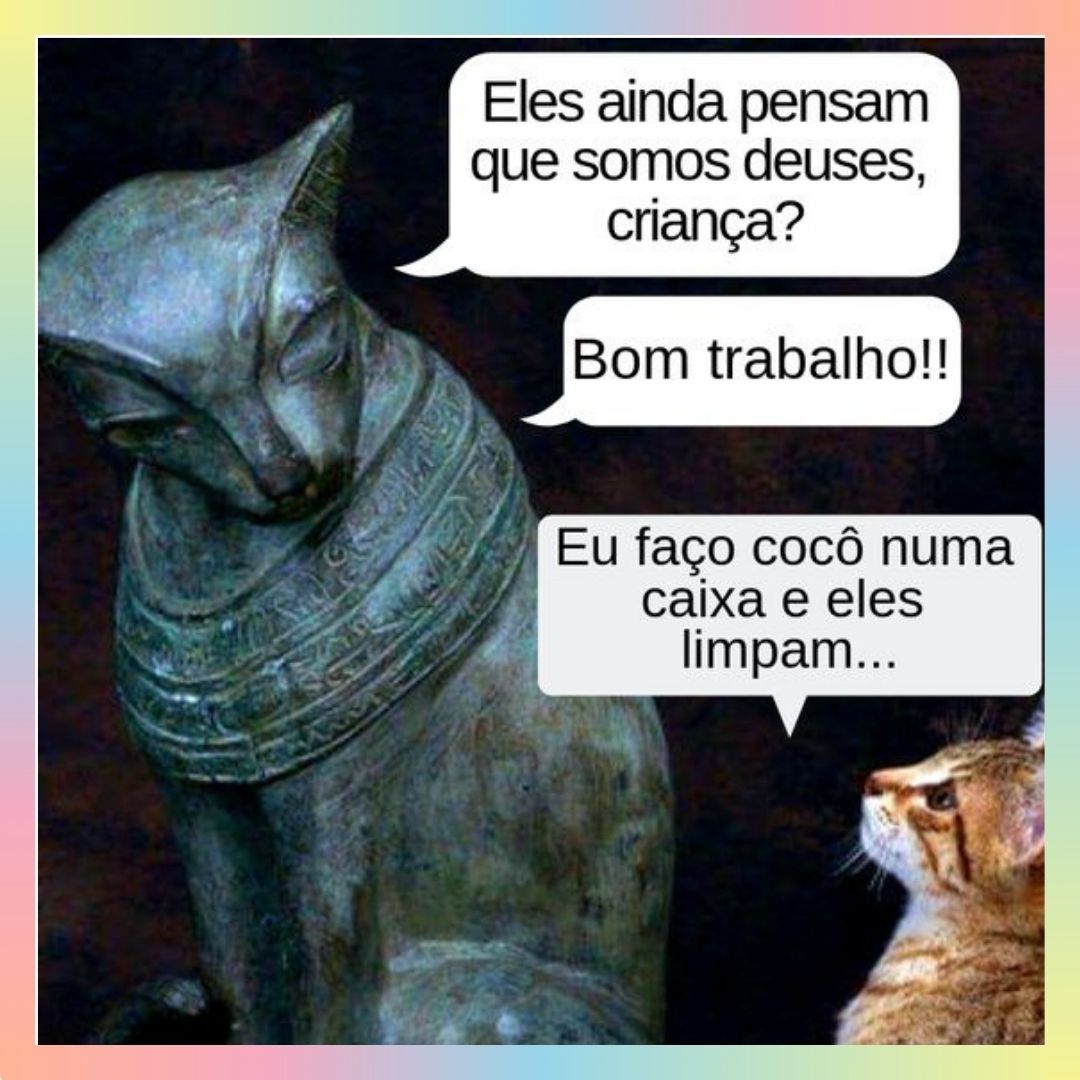 Eles ainda pensam
que somos deuses,
criança?
Bom trabalho!!
Eu faço cocô numa
caixa e eles
limpam...